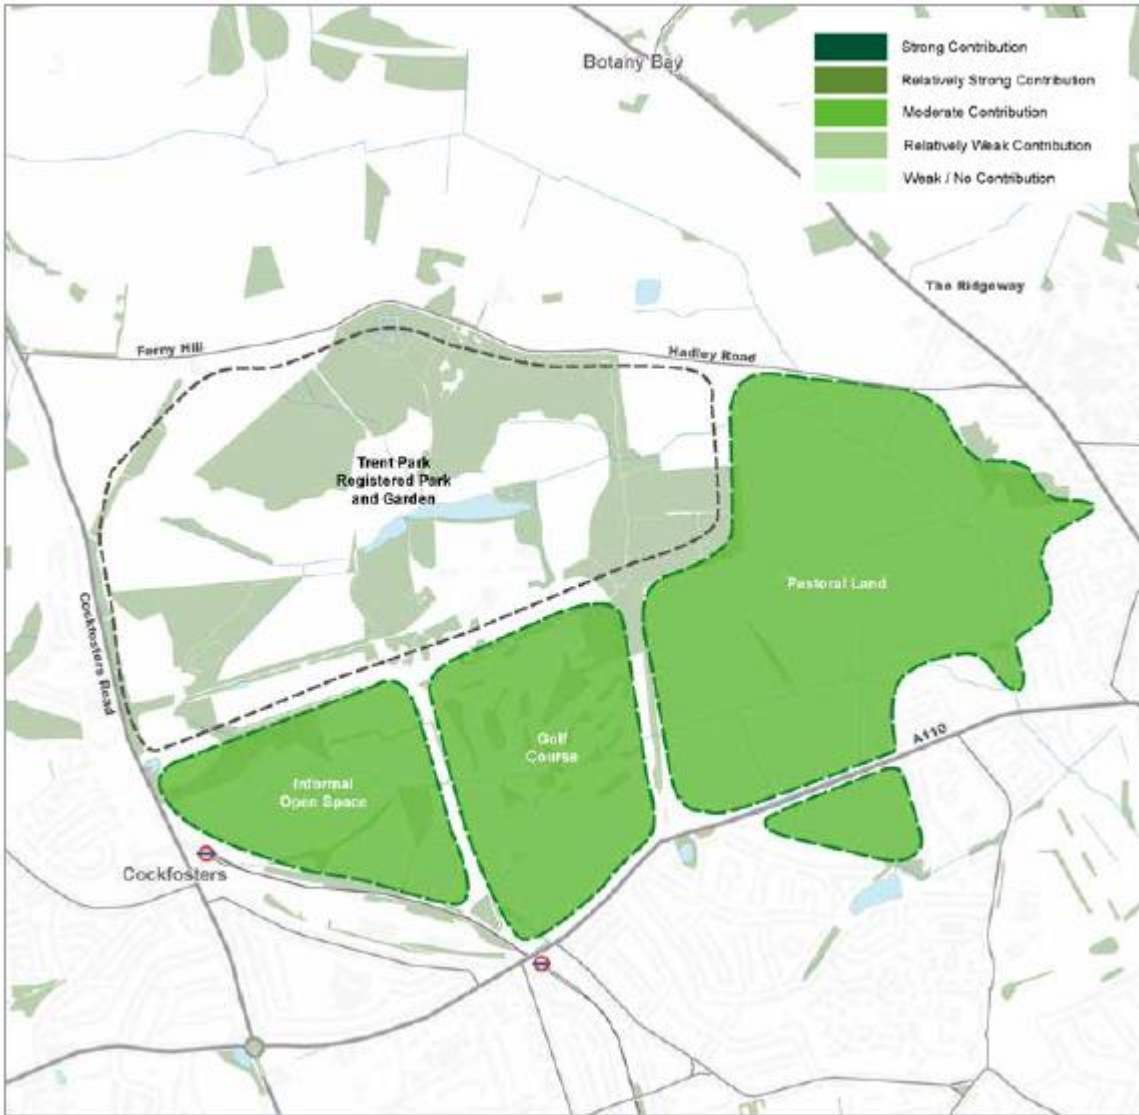 Botany Bay
Strong Contribution
Relatively Strong Contribution
Moderate Contribution
Relatively Weak Contribution
Weak / No Contribution
The Ridgeway
Ferny Hill
Hadley Road
Trent Park
Registered Park
and Garden
Cockfosters Road
Pastoral Land
Golf
Course
A110
Informal
Open Space
Cockfosters